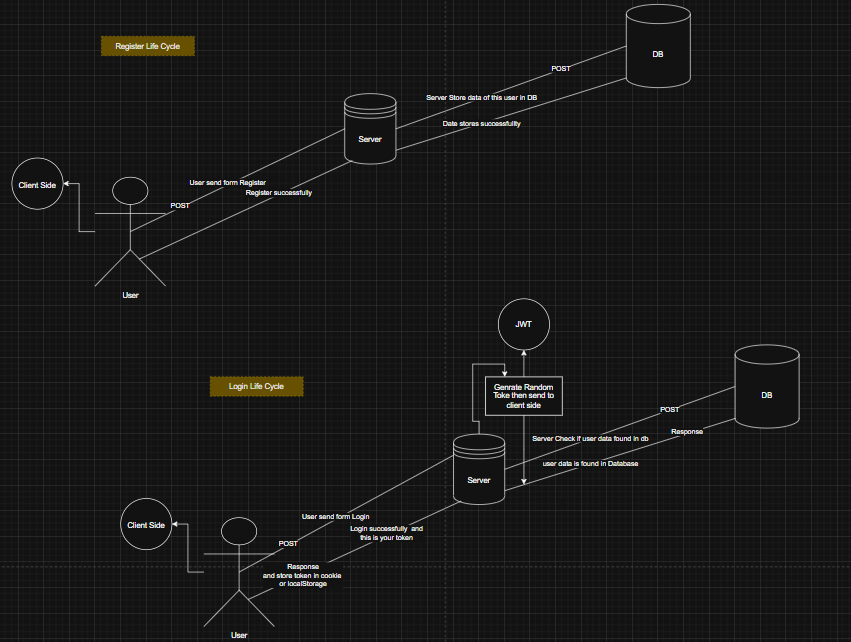 Register Life Cycle
DB
POST
Server Store data of this user in DB
Date stores successfullty
Server
Client Side
User send form Register
Register successfully
POST
User
JWT
Login Life Cycle
Genrate Random
Toke then send to
client side
DB
POST
Response
Server Check if user data found in db
user data is found in Database
Server
User send form Login
Client Side
Login successfully and
this is your token
POST
Response
and store token in cookie
or localStorage
User